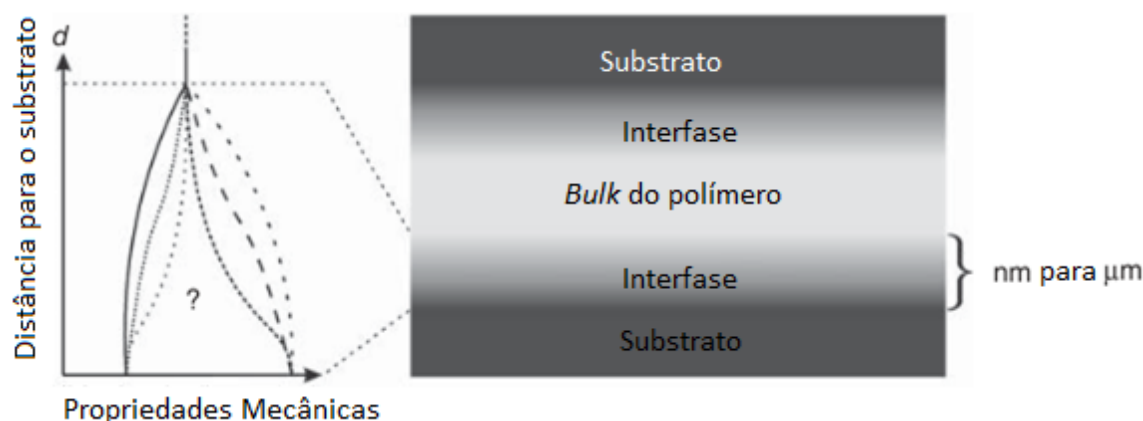 Distância para o substrato
d
?
Propriedades Mecânicas
Substrato
Interfase
Bulk do polímero
Interfase
Substrato
nm para μm